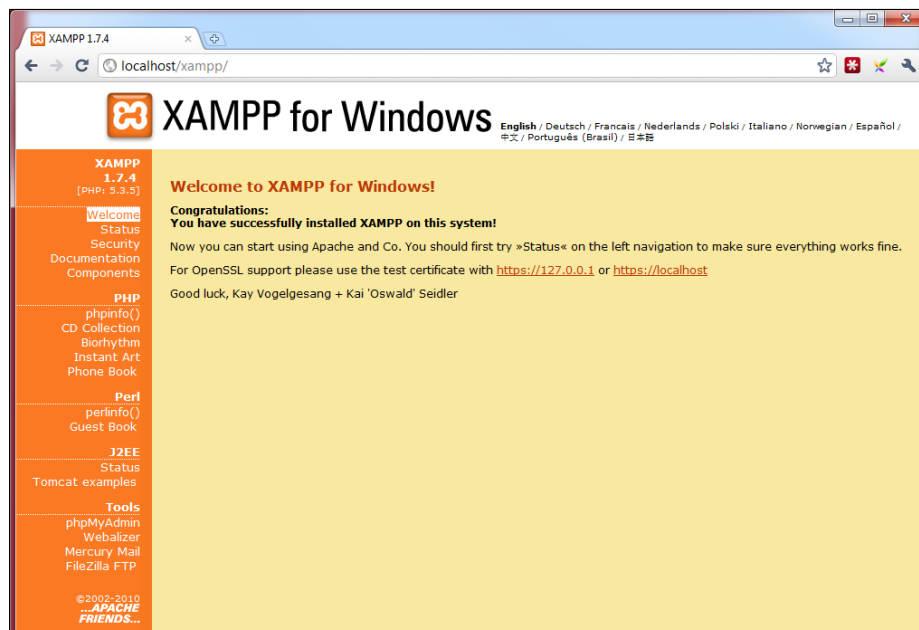 XAMPP 1.7.4
localhost/xampp/
XAMPP for Windows
English / Deutsch / Francais / Nederlands / Polski / Italiano / Norwegian / Español /
中文 / Português (Brasil) / 日本語
XAMPP
1.7.4
[PHP: 5.3.5]
Welcome
Status
Security
Documentation
Components
PHP
phpinfo()
CD Collection
Biorhythm
Instant Art
Phone Book
Perl
perlinfo()
Guest Book
J2EE
Status
Tomcat examples
Tools
phpMyAdmin
Webalizer
Mercury Mail
FileZilla FTP
©2002-2010
...APACHE
FRIENDS...
Welcome to XAMPP for Windows!
Congratulations:
You have successfully installed XAMPP on this system!
Now you can start using Apache and Co. You should first try »Status« on the left navigation to make sure everything works fine.
For OpenSSL support please use the test certificate with https://127.0.0.1 or https://localhost
Good luck, Kay Vogelgesang + Kai 'Oswald' Seidler